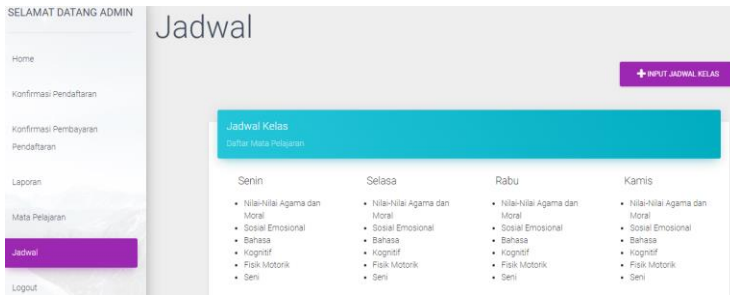 SELAMAT DATANG ADMIN
Home
Konfirmasi Pendaftaran
Konfirmasi Pembayaran
Pendaftaran
Laporan
Mata Pelajaran
Jadwal
Logout
Jadwal
INPUT JADWAL KELAS
Jadwal Kelas
Daftar Mata Pelajaran
Senin
Nilai-Nilai Agama dan
Moral
Sosial Emosional
Bahasa
Kognitif
Fisik Motorik
Seni
Selasa
Nilai-Nilai Agama dan
Moral
Sosial Emosional
Bahasa
Kognitif
Fisik Motorik
Seni
Rabu
Nilai-Nilai Agama dan
Moral
Sosial Emosional
Bahasa
Kognitif
Fisik Motorik
Seni
Kamis
Nilai-Nilai Agama dan
Moral
Sosial Emosional
Bahasa
Kognitif
Fisik Motorik
Seni